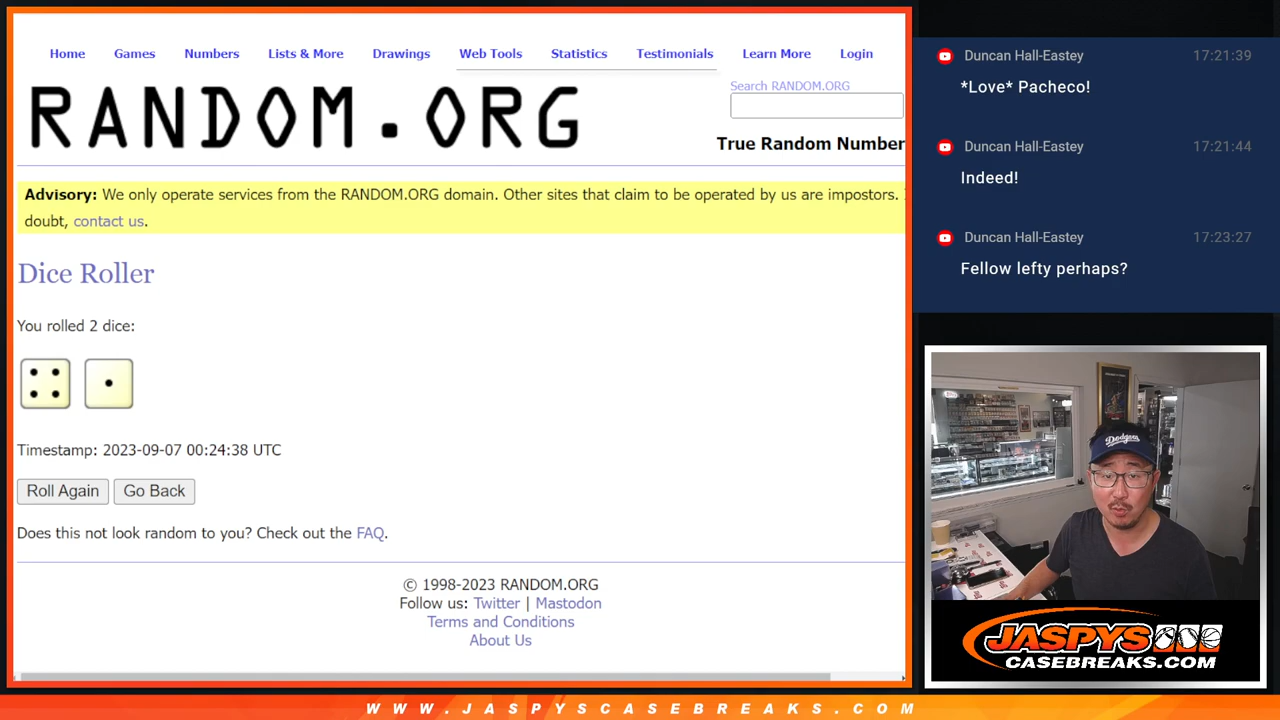 Home Games Numbers Lists & More Drawings Web Tools Statistics Testimonials Learn More Login
RANDOM.ORG
Search RANDOM.ORG
True Random Number
Advisory: We only operate services from the RANDOM.ORG domain. Other sites that claim to be operated by us are impostors.
doubt, contact us.
Dice Roller
You rolled 2 dice:
Timestamp: 2023-09-07 00:24:38 UTC
Roll Again Go Back
Does this not look random to you? Check out the FAQ.
© 1998-2023 RANDOM.ORG
Follow us: Twitter | Mastodon
Terms and Conditions
About Us
Duncan Hall-Eastey 17:21:39
*Love* Pacheco!
Duncan Hall-Eastey 17:21:44
Indeed!
Duncan Hall-Eastey 17:23:27
Fellow lefty perhaps?
Dodgers
JASPYS
CASEBREAKS.COM
WWW.JASPYSCASEBREAKS.COM